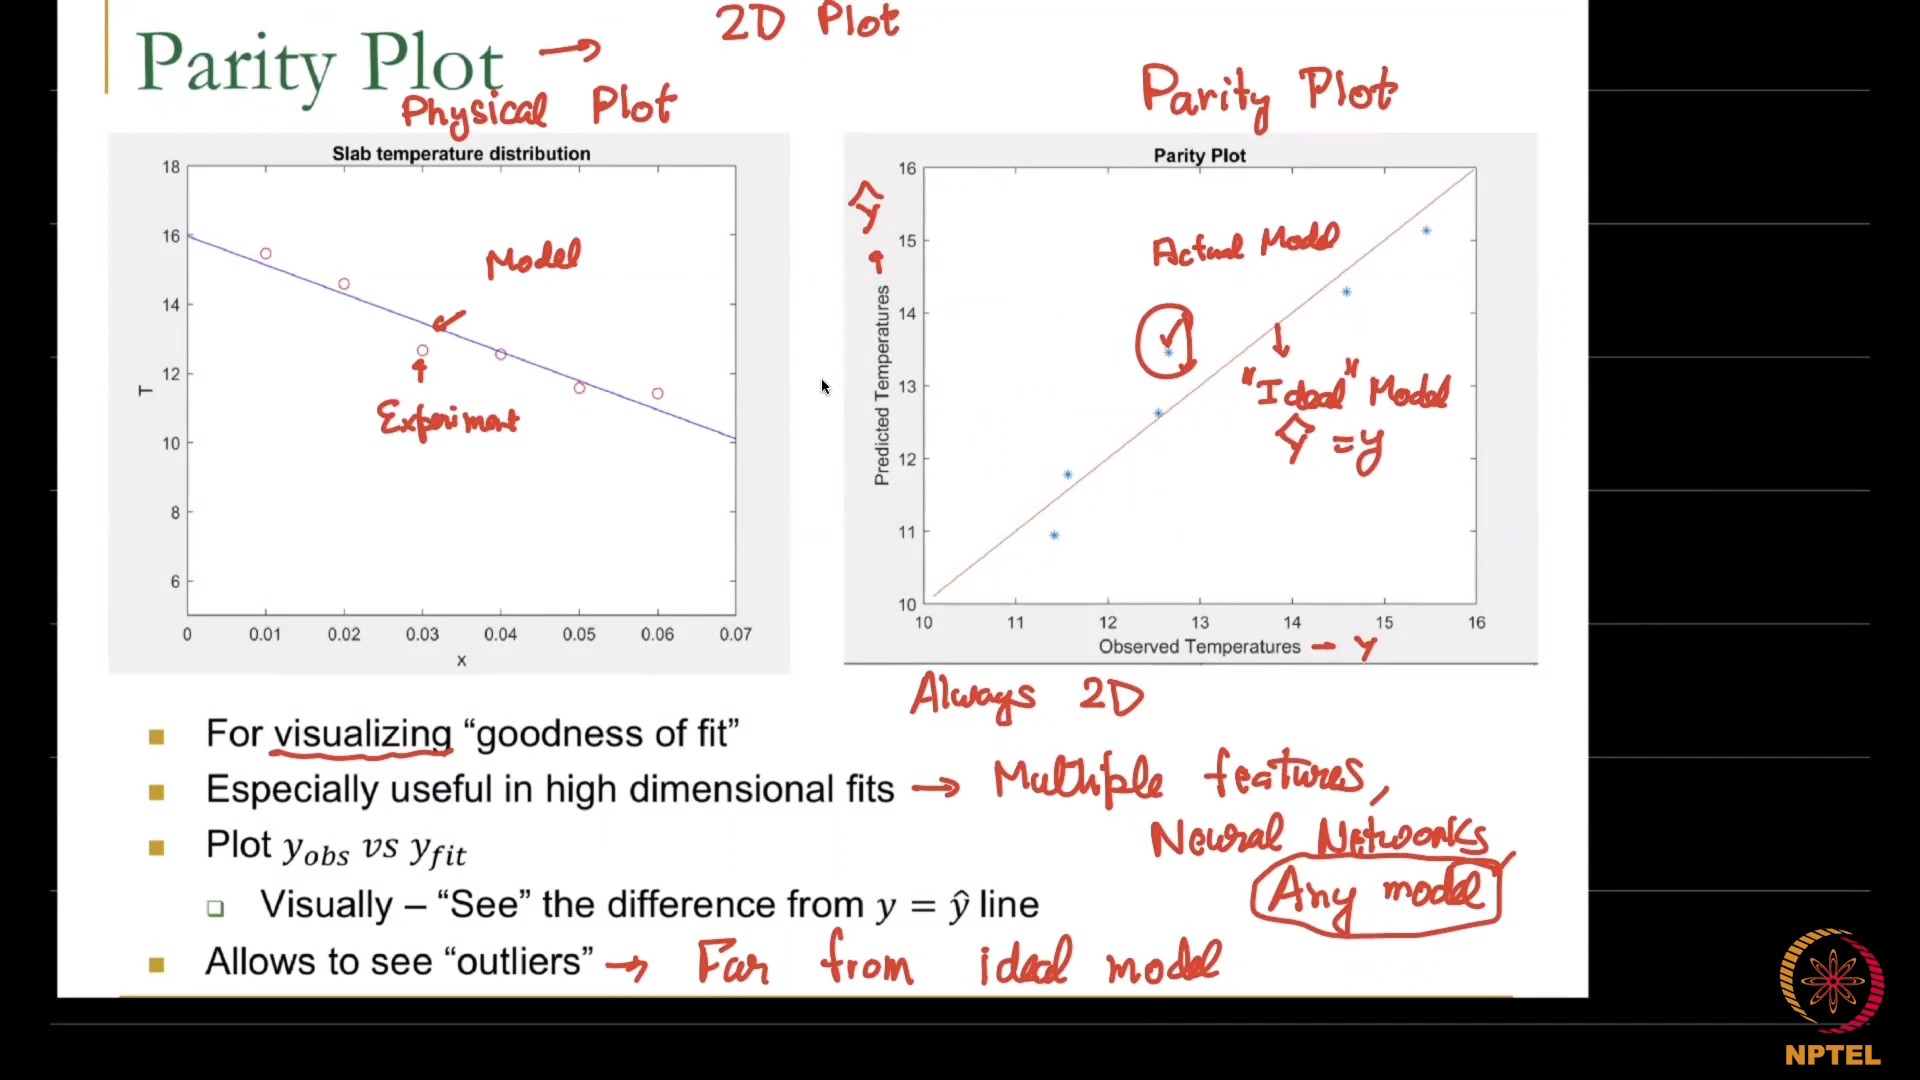 2D Plot
Parity Plot →
Physical Plot
Parity Plot
Slab temperature distribution
18
16
14
12
10
8
6
T
0 0.01 0.02 0.03 0.04 0.05 0.06 0.07
x
Model
Experiment
Parity Plot
ŷ
Predicted Temperatures
16
15
14
13
12
11
10
10 11 12 13 14 15 16
Observed Temperatures – y
Actual Model
"Ideal" Model
ŷ = y
Always 2D
For visualizing “goodness of fit”
Especially useful in high dimensional fits → Multiple features,
Neural Networks
Plot y_obs vs y_fit
Any model
Visually – “See” the difference from y = ŷ line
Allows to see “outliers” → Far from ideal model
NPTEL